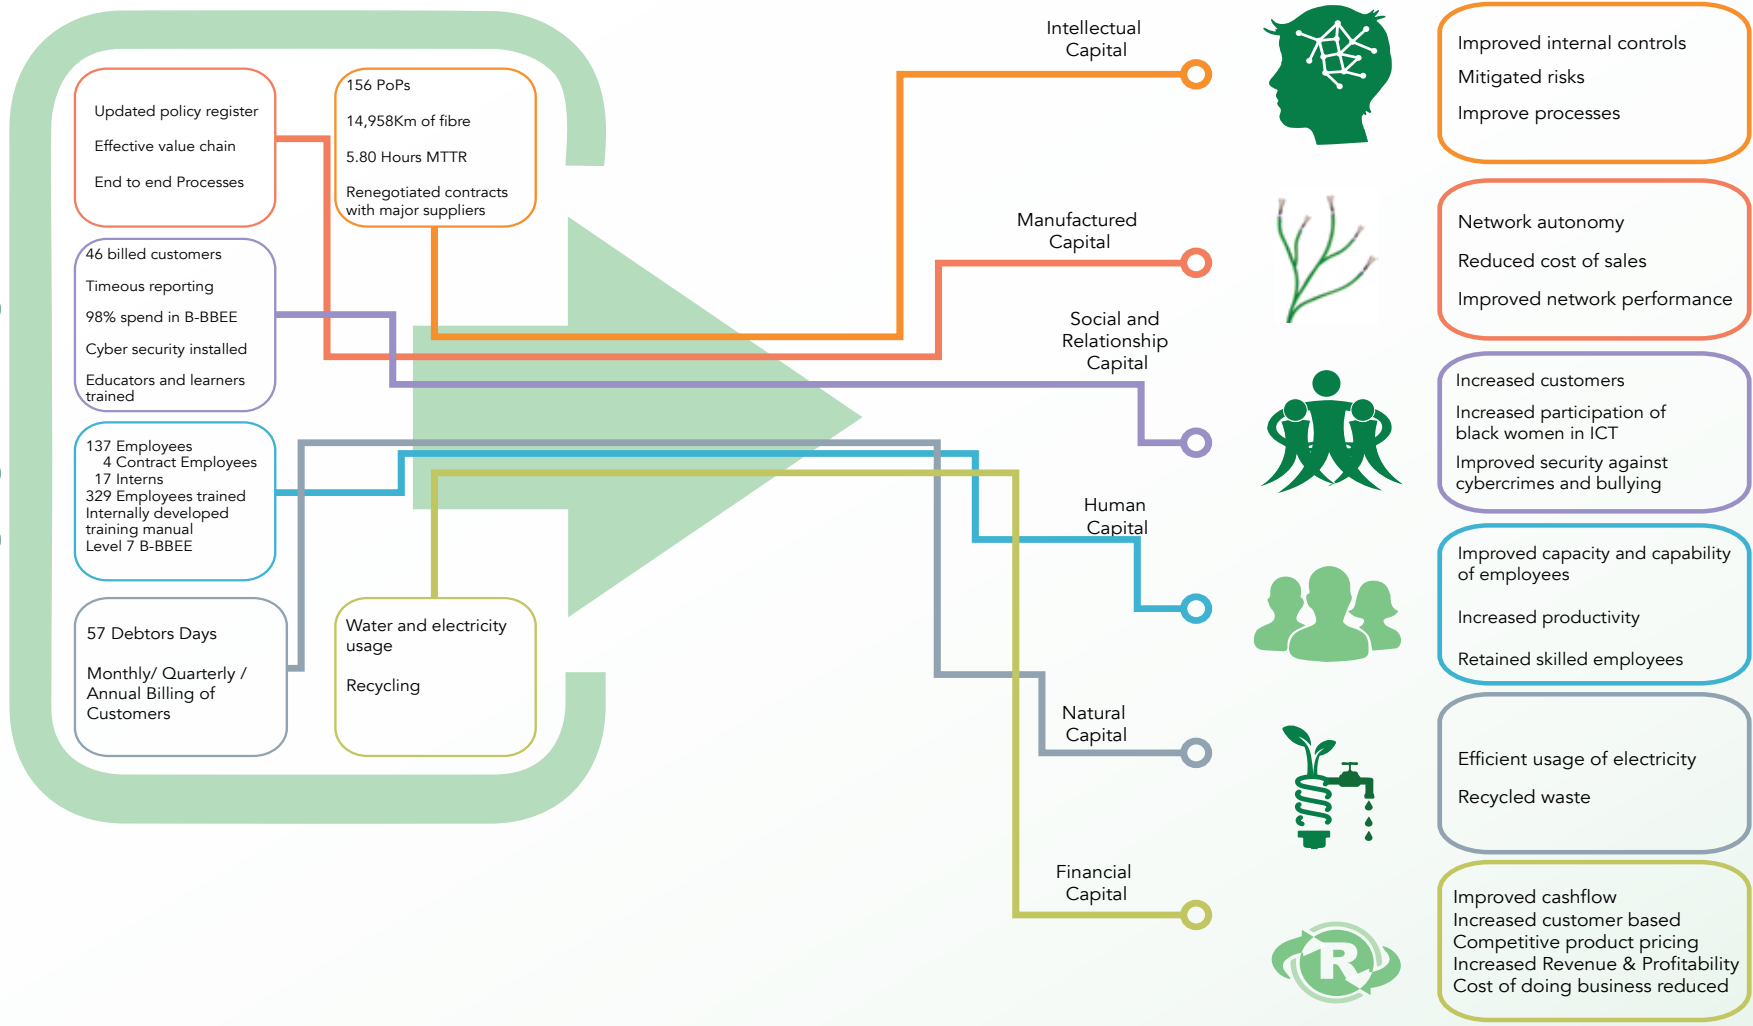 Updated policy register
Effective value chain
End to end Processes
156 PoPs
14,958Km of fibre
5.80 Hours MTTR
Renegotiated contracts
with major suppliers
46 billed customers
Timeous reporting
98% spend in B-BBEE
Cyber security installed
Educators and learners
trained
137 Employees
4 Contract Employees
17 Interns
329 Employees trained
Internally developed
training manual
Level 7 B-BBEE
57 Debtors Days
Monthly/ Quarterly /
Annual Billing of
Customers
Water and electricity
usage
Recycling
Intellectual
Capital
Manufactured
Capital
Social and
Relationship
Capital
Human
Capital
Natural
Capital
Financial
Capital
Improved internal controls
Mitigated risks
Improve processes
Network autonomy
Reduced cost of sales
Improved network performance
Increased customers
Increased participation of
black women in ICT
Improved security against
cybercrimes and bullying
Improved capacity and capability
of employees
Increased productivity
Retained skilled employees
Efficient usage of electricity
Recycled waste
R
Improved cashflow
Increased customer based
Competitive product pricing
Increased Revenue & Profitability
Cost of doing business reduced